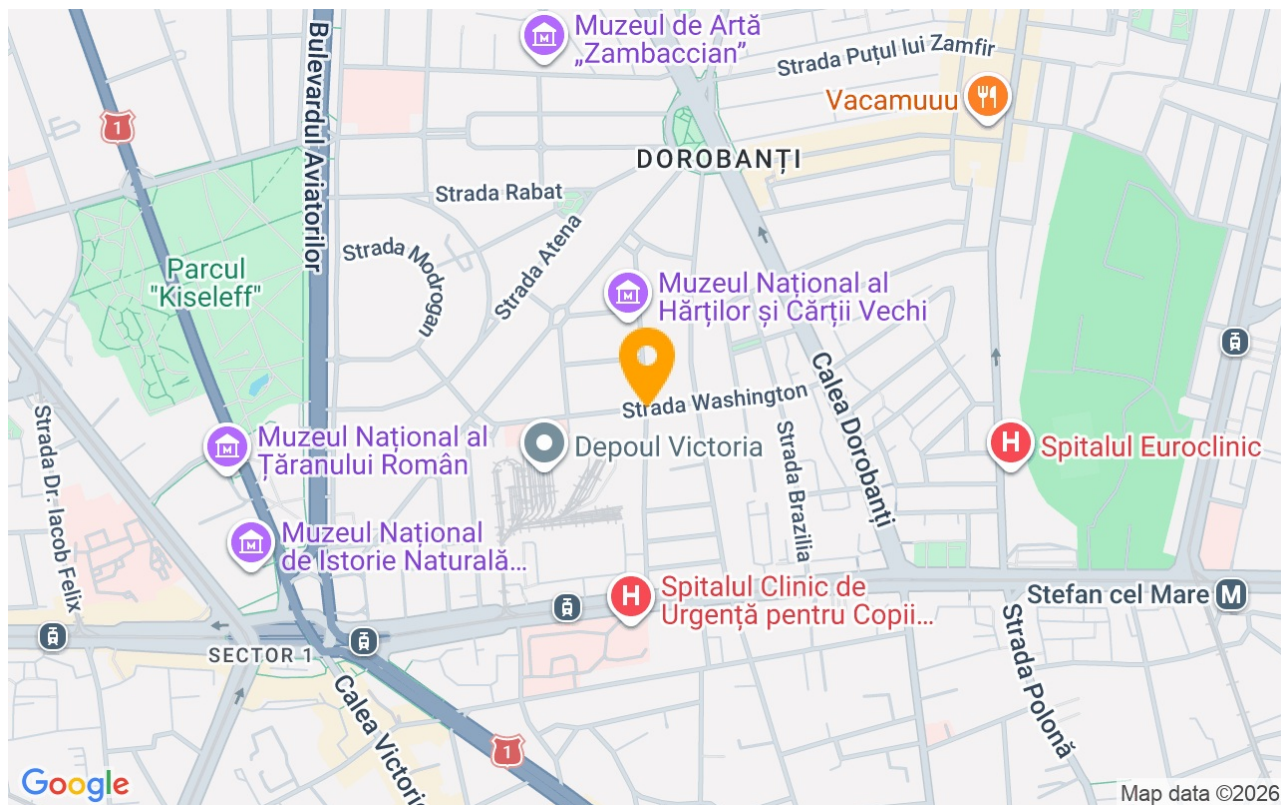 Muzeul de Artă
„Zambaccian”
Strada Puțul lui Zamfir
Vacamuuu
1
Bulevardul Aviatorilor
DOROBANȚI
Strada Rabat
Strada Atena
Strada Modrogan
Parcul
"Kiseleff"
Muzeul Național al
Hărților și Cărții Vechi
Calea Dorobanți
Strada Washington
Strada Brazilia
Strada Dr. Iacob Felix
Muzeul Național al
Țăranului Român
Depoul Victoria
H
Spitalul Euroclinic
Muzeul Național
de Istorie Naturală…
H
Spitalul Clinic de
Urgență pentru Copii…
Stefan cel Mare
M
SECTOR 1
Strada Polonă
Calea Victorie
1
Google
Map data ©2026